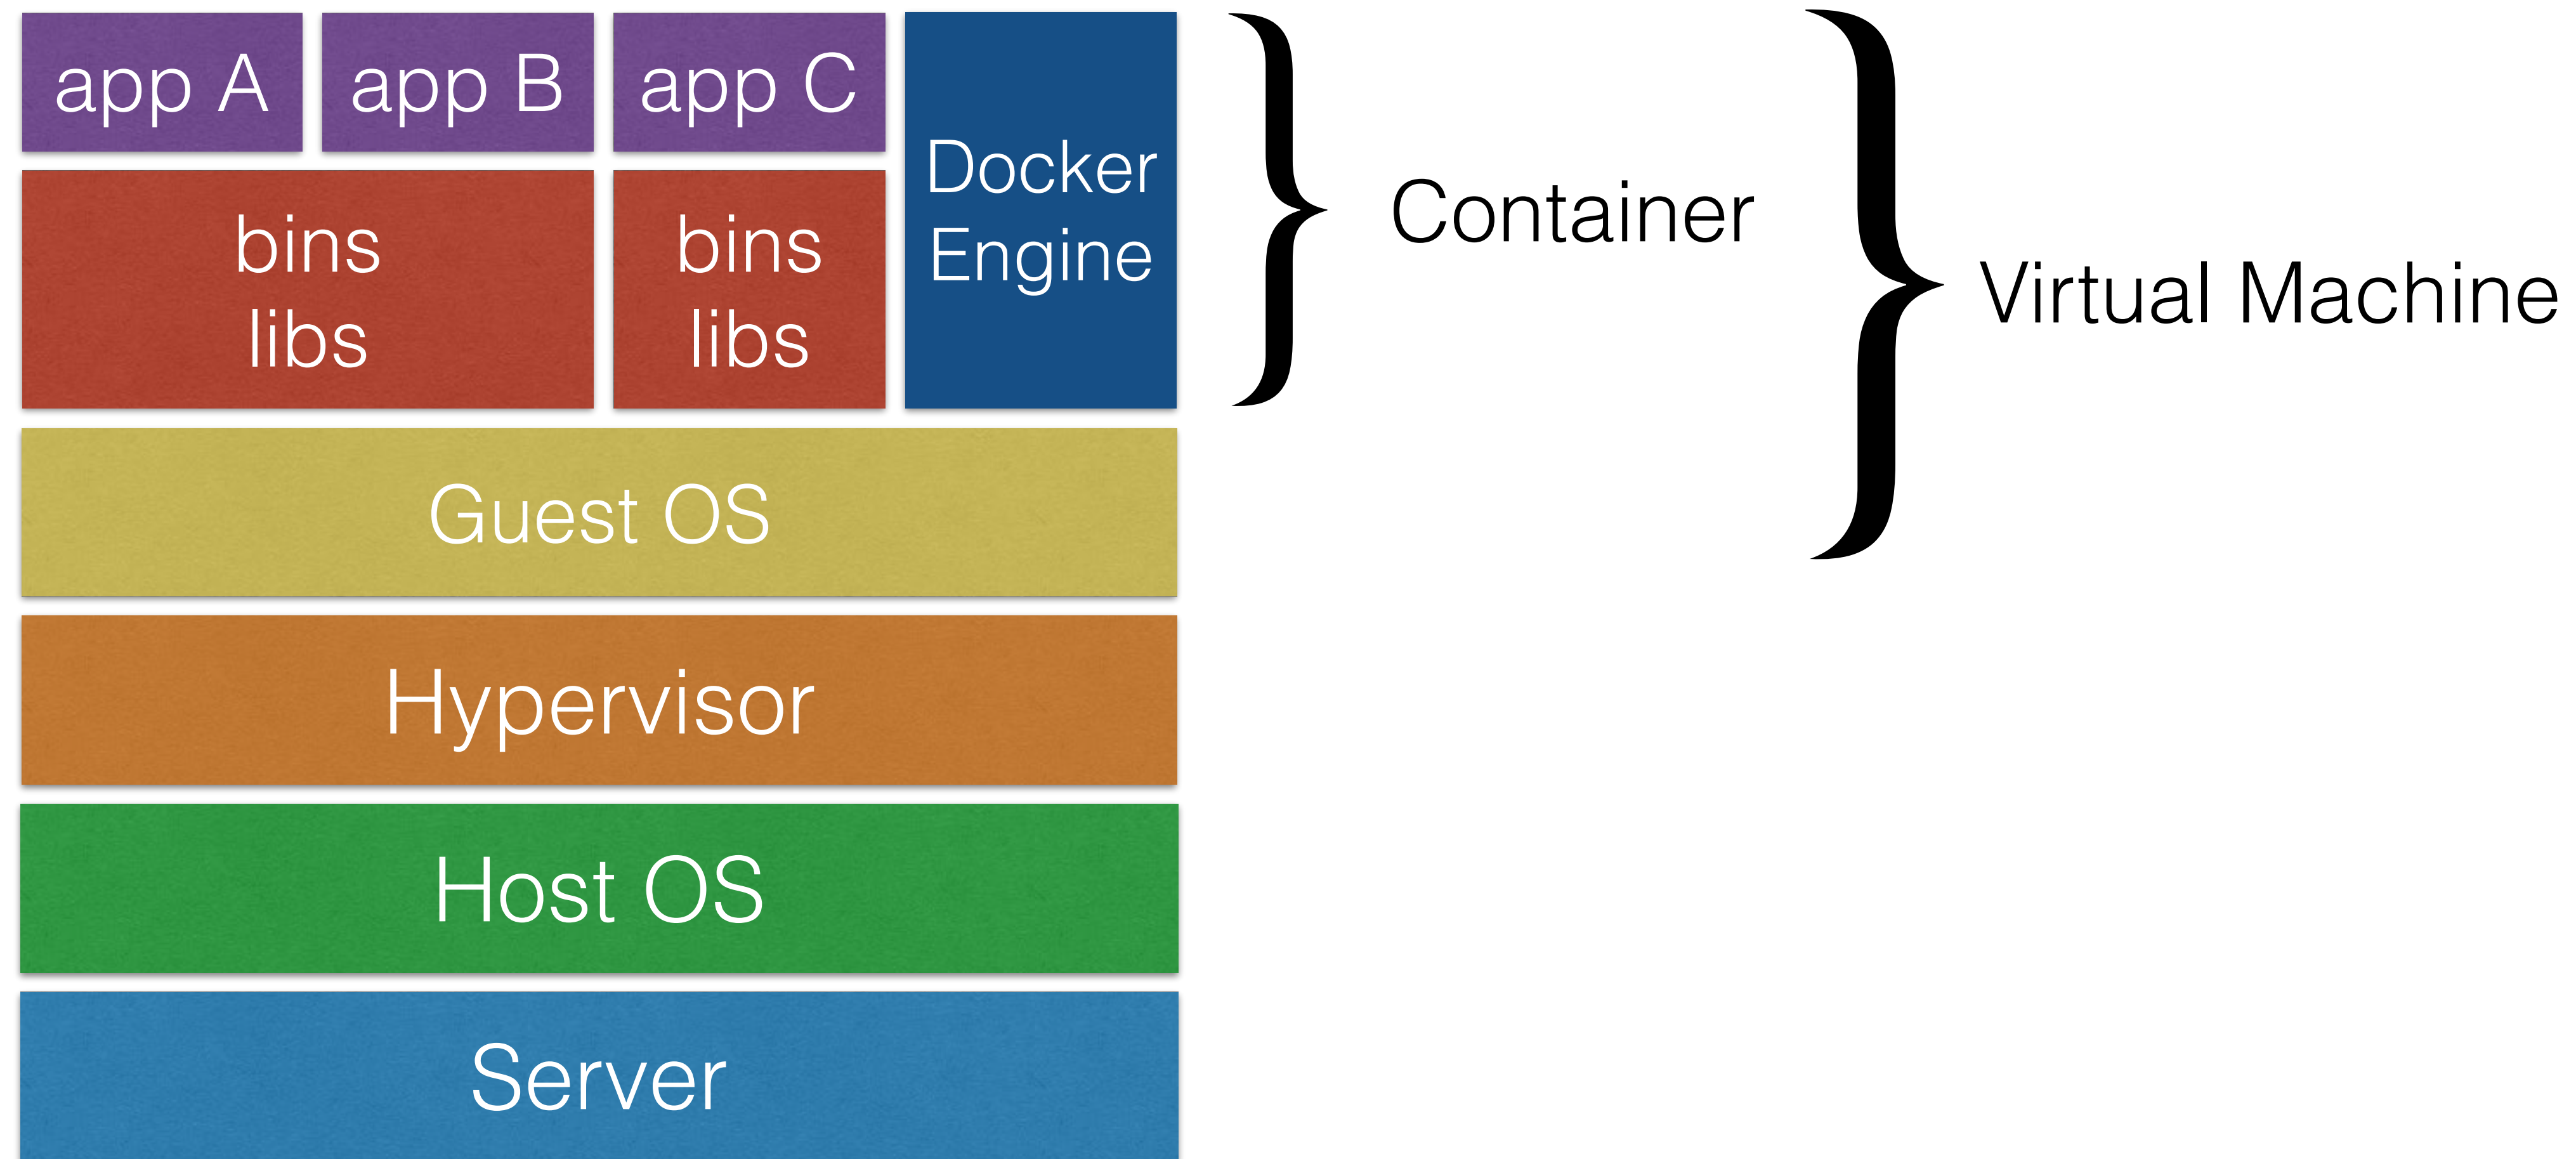 app A
app B
app C
Docker
Engine
bins
libs
bins
libs
Container
Virtual Machine
Guest OS
Hypervisor
Host OS
Server